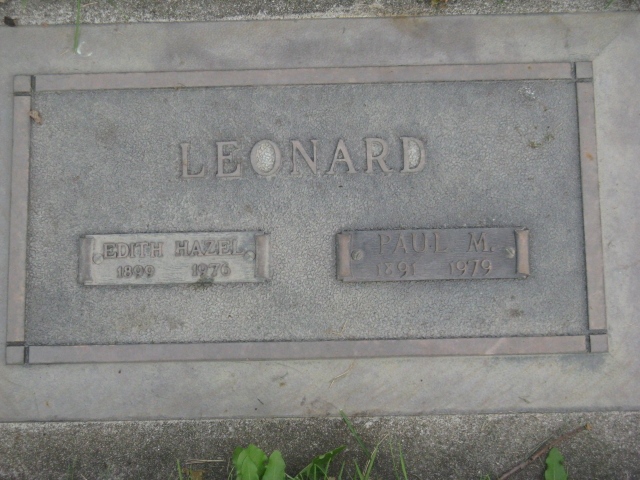 LEONARD
EDITH HAZEL
1899 1976
PAUL M.
1891 1979